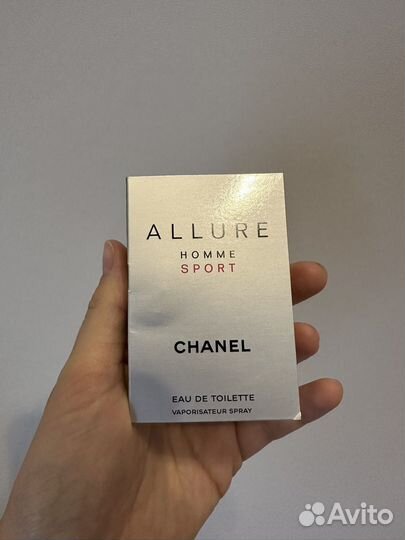 ALLURE
HOMME
SPORT
CHANEL
EAU DE TOILETTE
VAPORISATEUR SPRAY
Avito